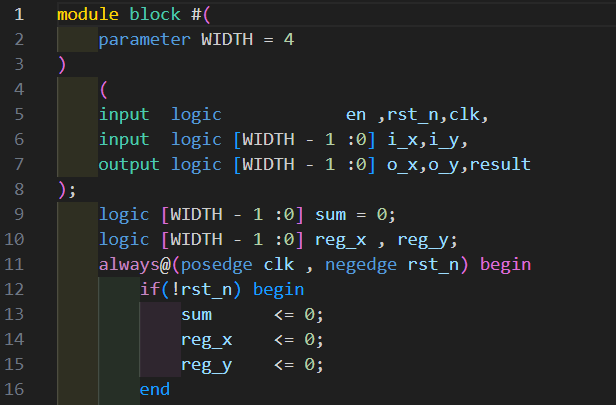 1 module block #(
2     parameter WIDTH = 4
3 )
4     (
5     input  logic            en ,rst_n,clk,
6     input  logic [WIDTH - 1 :0] i_x,i_y,
7     output logic [WIDTH - 1 :0] o_x,o_y,result
8 );
9     logic [WIDTH - 1 :0] sum = 0;
10     logic [WIDTH - 1 :0] reg_x , reg_y;
11     always@(posedge clk , negedge rst_n) begin
12         if(!rst_n) begin
13             sum      <= 0;
14             reg_x    <= 0;
15             reg_y    <= 0;
16         end